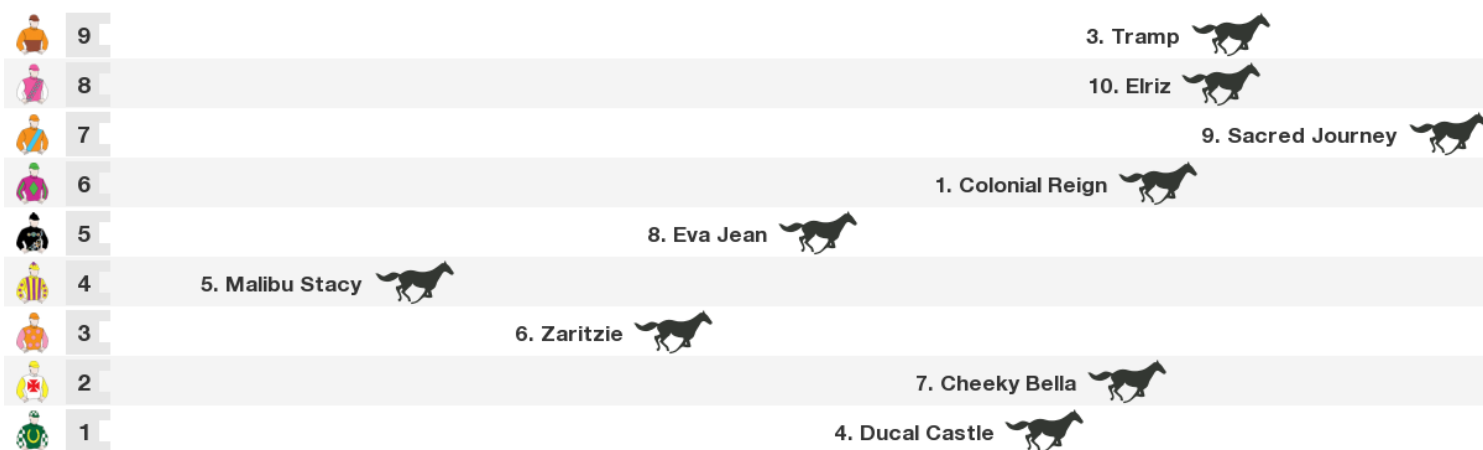 9 3. Tramp
8 10. Elriz
7 9. Sacred Journey
6 1. Colonial Reign
5 8. Eva Jean
4 5. Malibu Stacy
3 6. Zaritzie
2 7. Cheeky Bella
1 4. Ducal Castle